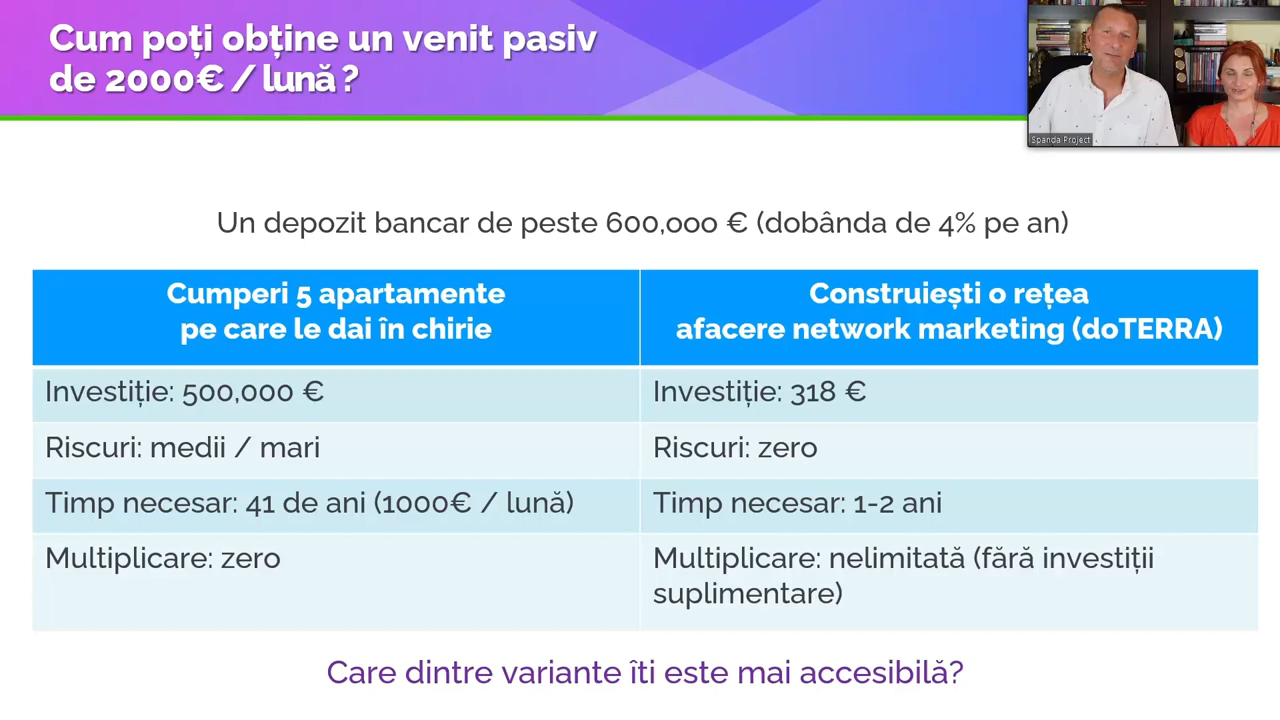 Cum poți obține un venit pasiv
de 2000€ / lună?
Spanda Project
Un depozit bancar de peste 600,000 € (dobânda de 4% pe an)
Cumperi 5 apartamente
pe care le dai în chirie
Construiești o rețea
afacere network marketing (doTERRA)
Investiție: 500,000 €
Investiție: 318 €
Riscuri: medii / mari
Riscuri: zero
Timp necesar: 41 de ani (1000€ / lună)
Timp necesar: 1-2 ani
Multiplicare: zero
Multiplicare: nelimitată (fără investiții
suplimentare)
Care dintre variante îti este mai accesibilă?